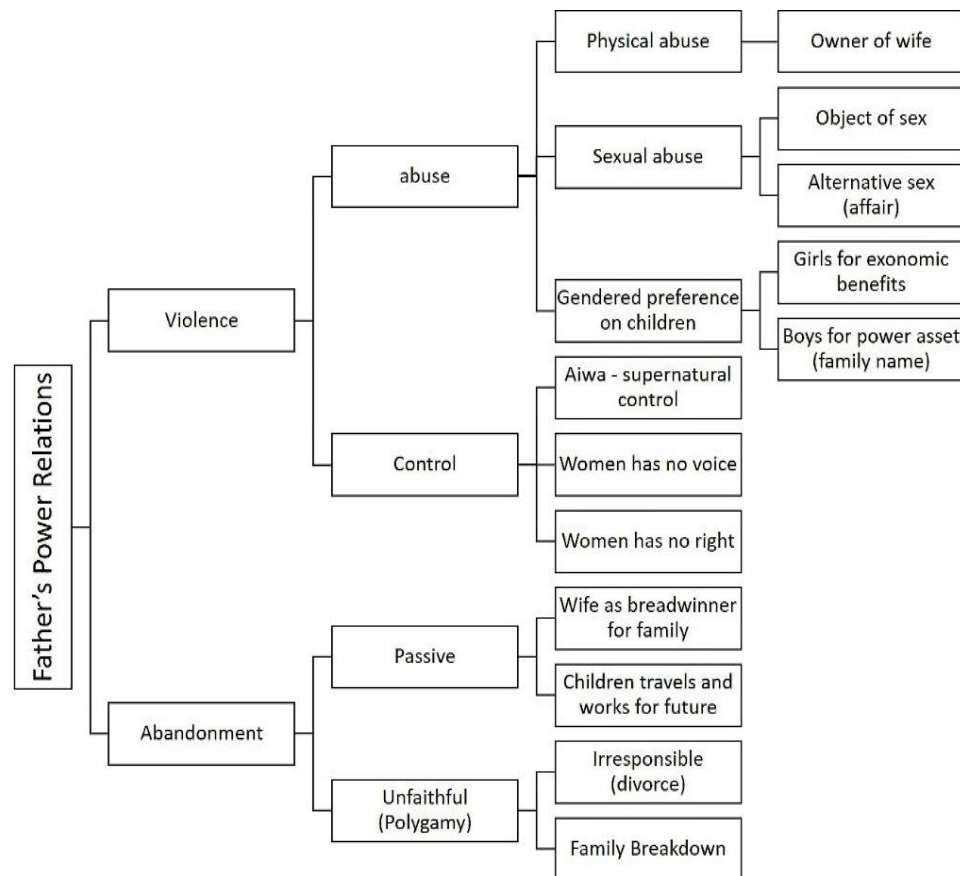 Father's Power Relations
Violence
abuse
Physical abuse
Owner of wife
Sexual abuse
Object of sex
Alternative sex
(affair)
Gendered preference
on children
Girls for exonomic
benefits
Boys for power asset
(family name)
Control
Aiwa - supernatural
control
Women has no voice
Women has no right
Abandonment
Passive
Wife as breadwinner
for family
Children travels and
works for future
Unfaithful
(Polygamy)
Irresponsible
(divorce)
Family Breakdown